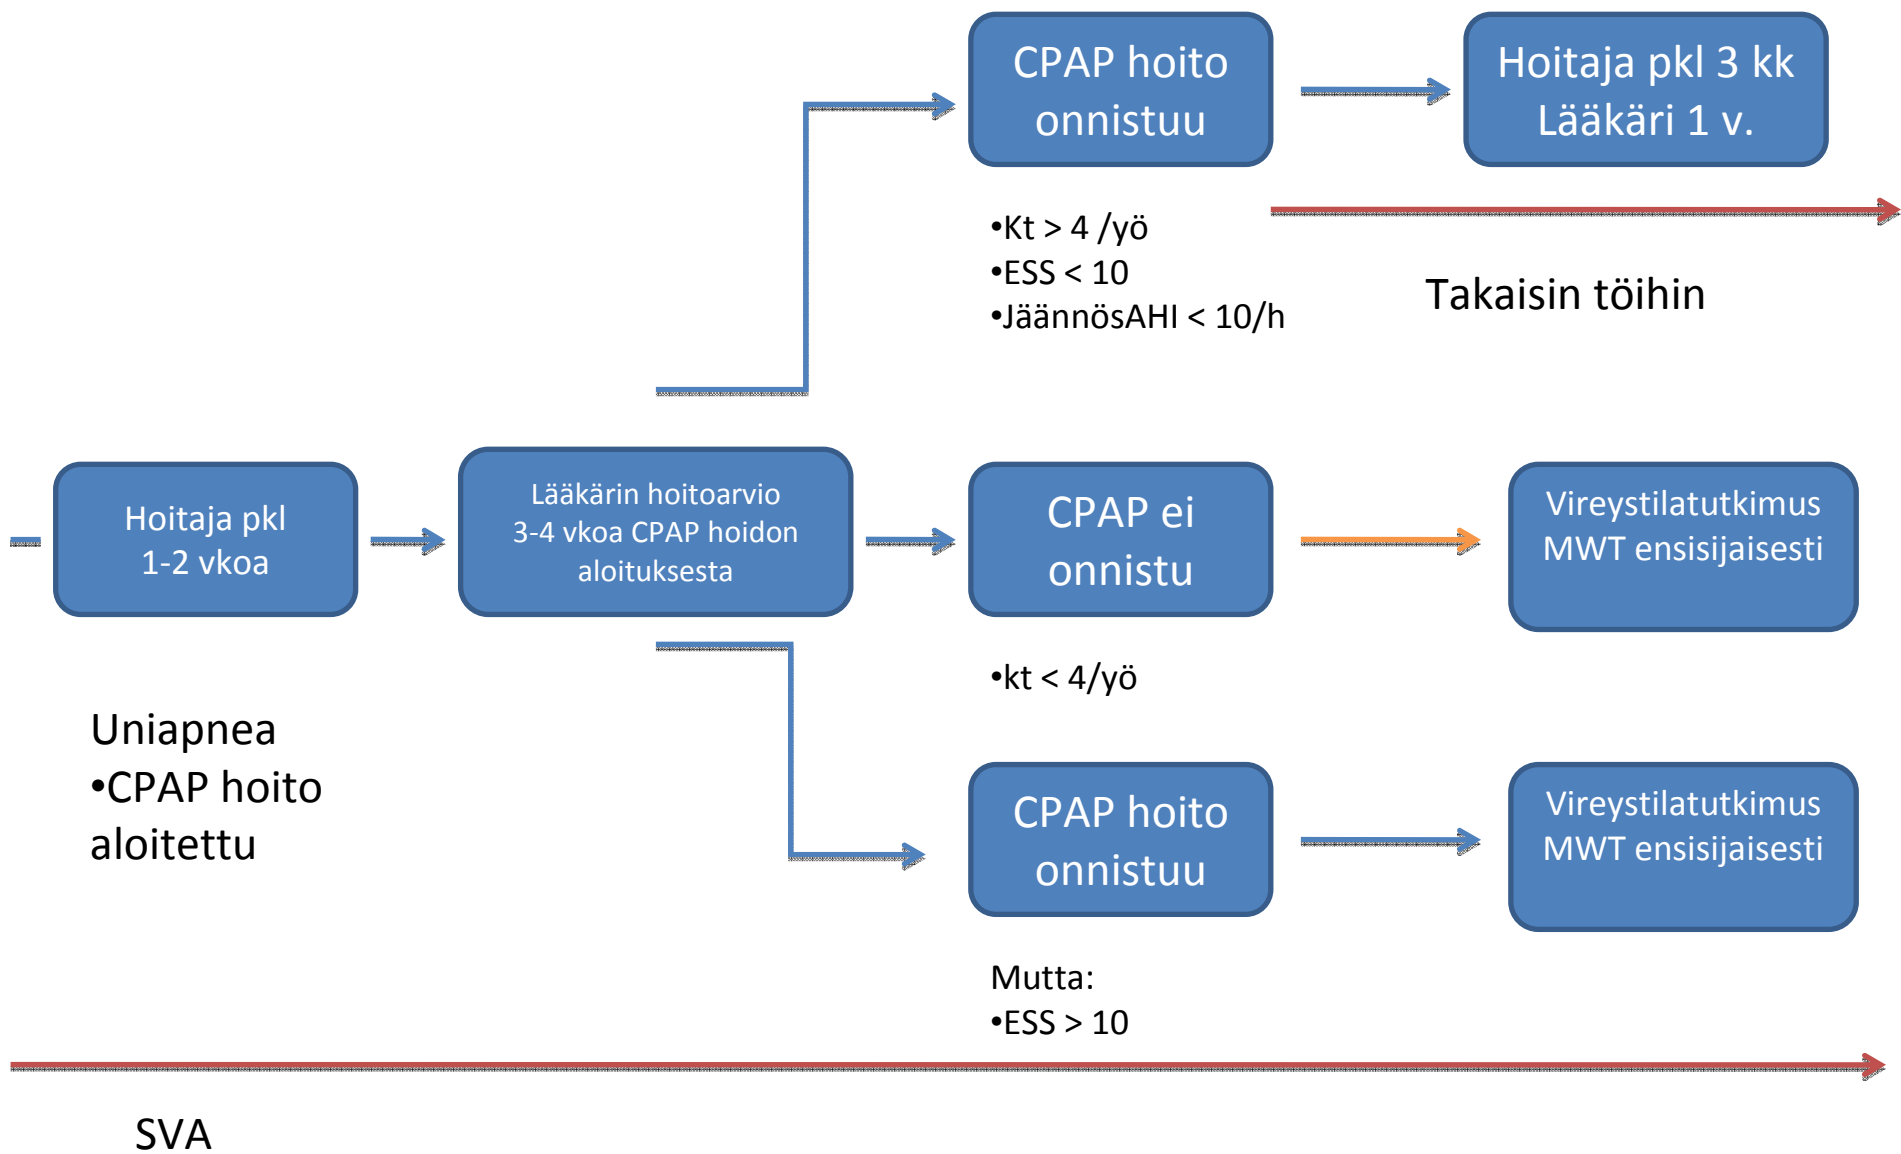 CPAP hoito
onnistuu
Hoitaja pkl 3 kk
Lääkäri 1 v.
•Kt > 4 /yö
•ESS < 10
•JäännösAHI < 10/h
Takaisin töihin
Hoitaja pkl
1-2 vkoa
Lääkärin hoitoarvio
3-4 vkoa CPAP hoidon
aloituksesta
CPAP ei
onnistu
Vireystilatutkimus
MWT ensisijaisesti
•kt < 4/yö
Uniapnea
•CPAP hoito
aloitettu
CPAP hoito
onnistuu
Vireystilatutkimus
MWT ensisijaisesti
Mutta:
•ESS > 10
SVA